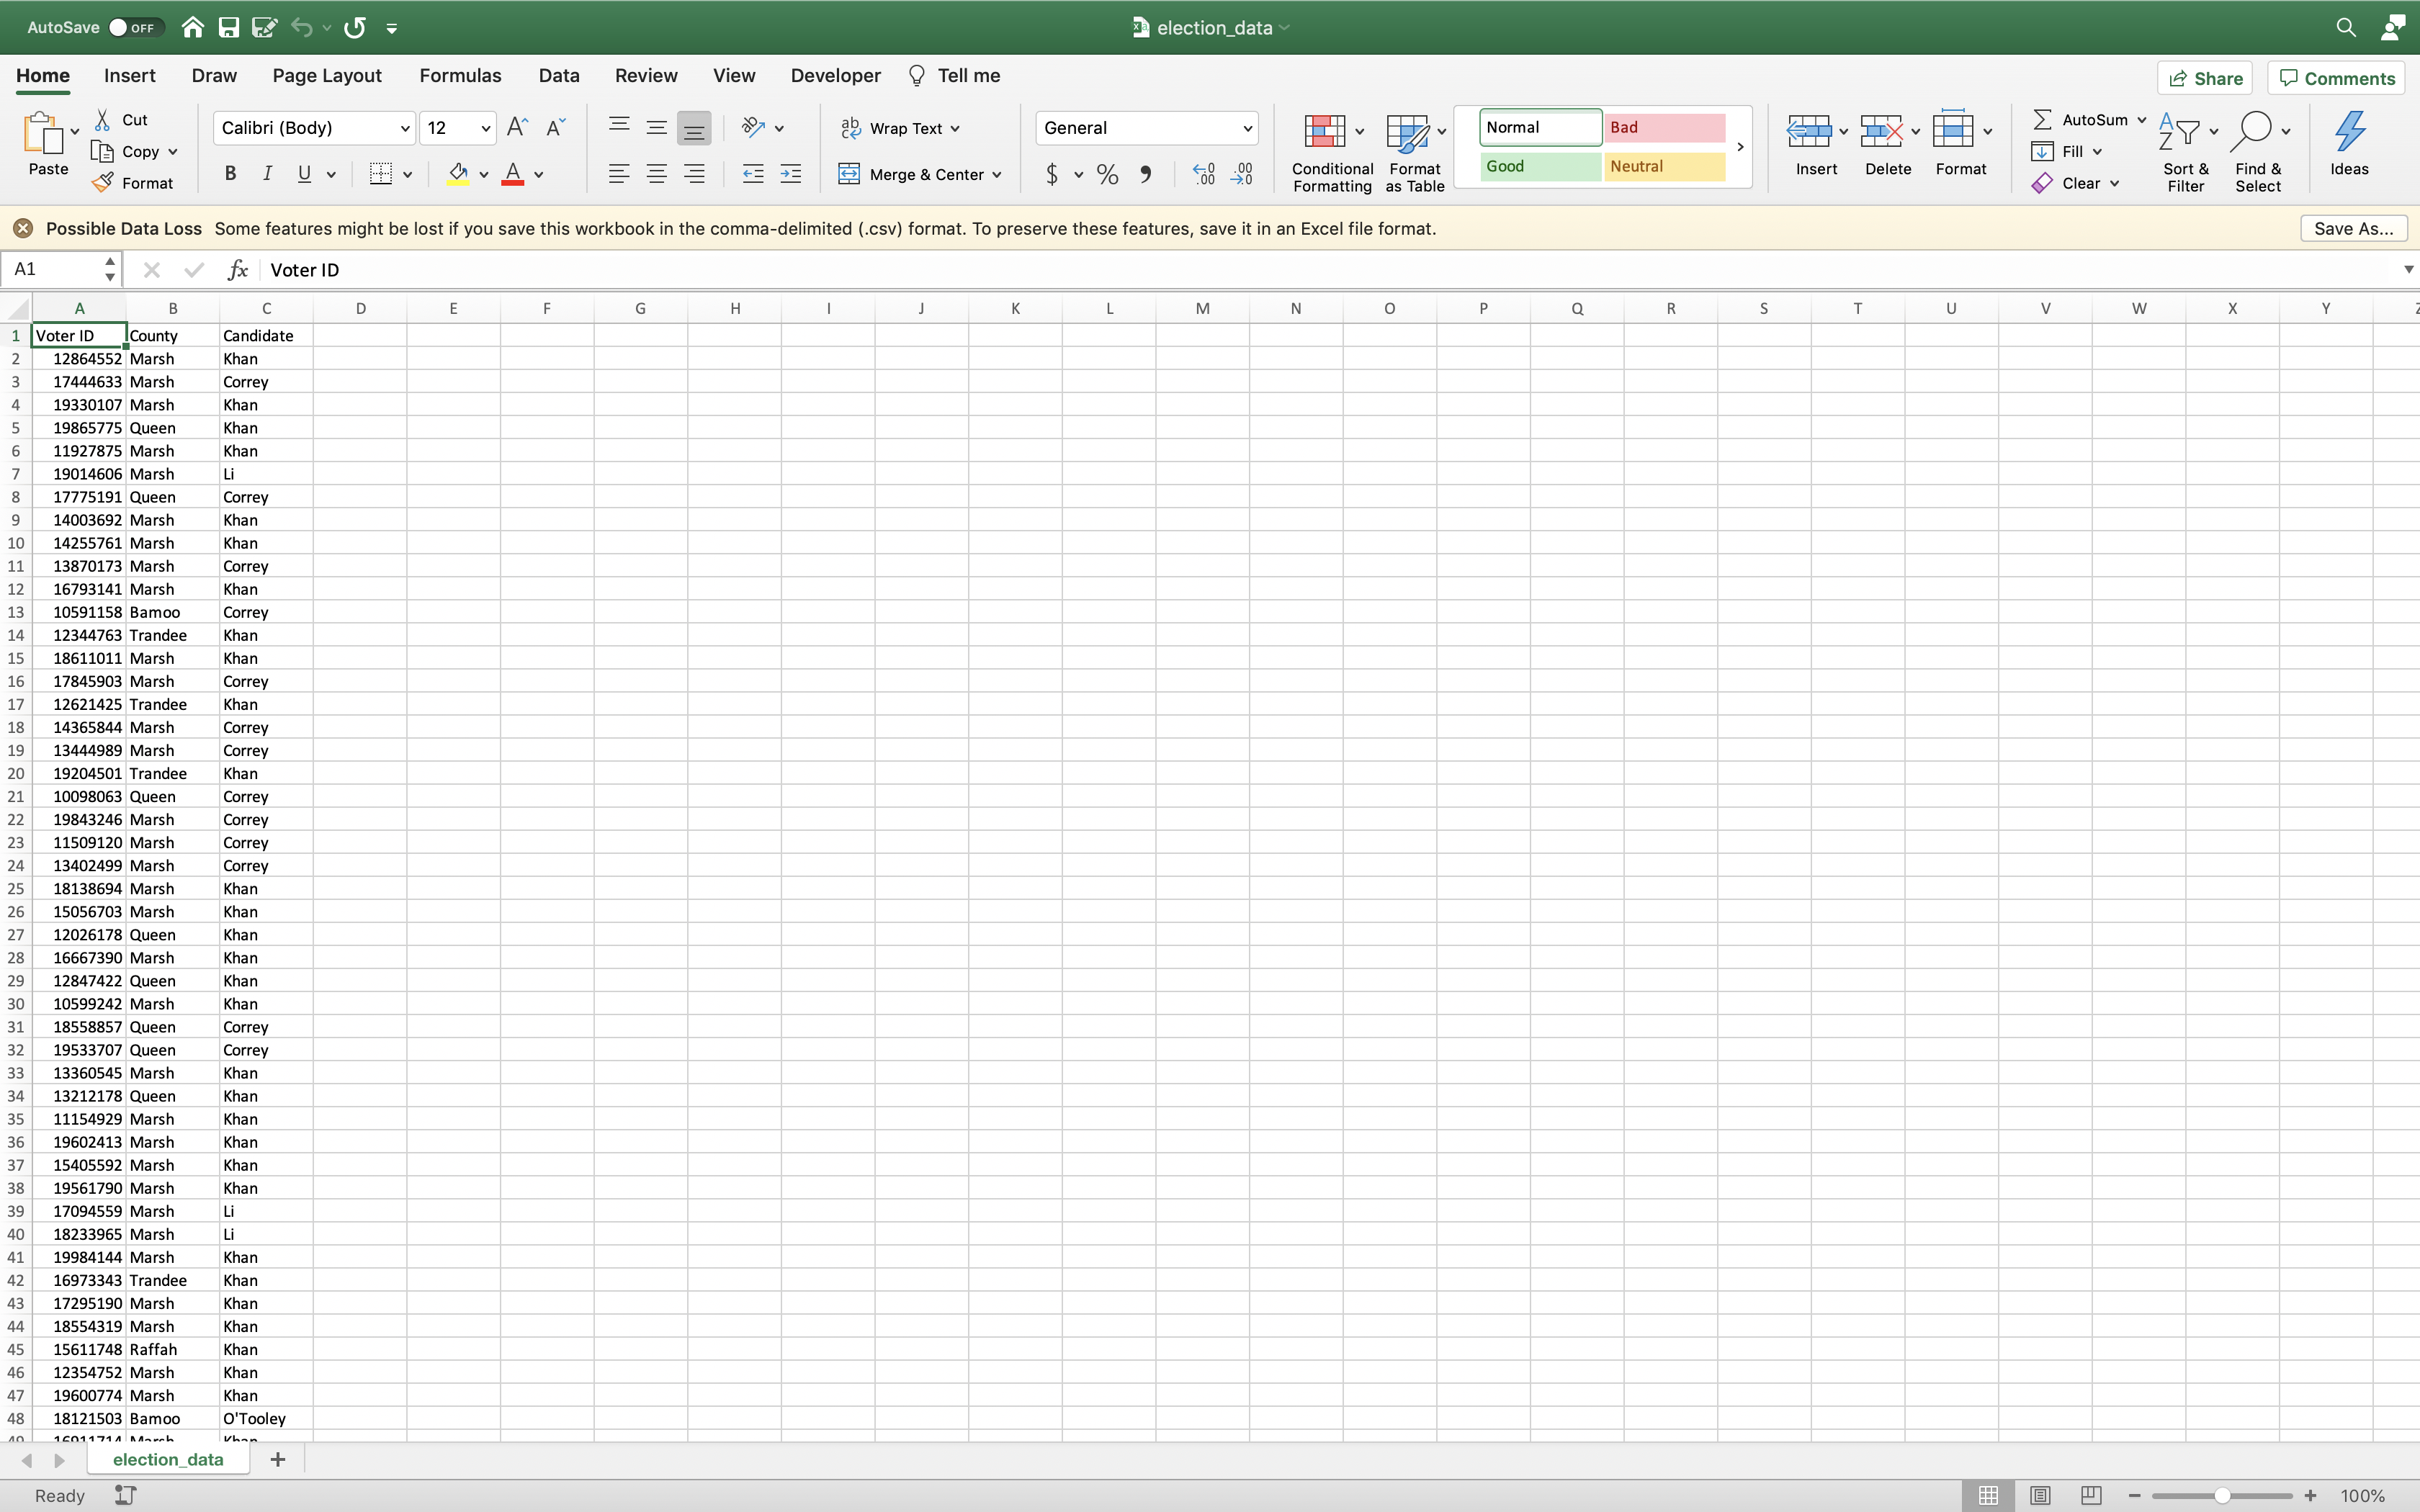 AutoSave OFF election_data
Home Insert Draw Page Layout Formulas Data Review View Developer Tell me Share Comments
Paste Cut Copy Format Calibri (Body) 12 B I U Wrap Text Merge & Center General $ % Conditional Formatting Format as Table Normal Bad Good Neutral Insert Delete Format AutoSum Fill Clear Sort & Filter Find & Select Ideas
Possible Data Loss Some features might be lost if you save this workbook in the comma-delimited (.csv) format. To preserve these features, save it in an Excel file format. Save As...
A1 fx Voter ID
A B C D E F G H I J K L M N O P Q R S T U V W X Y
1 Voter ID County Candidate
2 12864552 Marsh Khan
3 17444633 Marsh Correy
4 19330107 Marsh Khan
5 19865775 Queen Khan
6 11927875 Marsh Khan
7 19014606 Marsh Li
8 17775191 Queen Correy
9 14003692 Marsh Khan
10 14255761 Marsh Khan
11 13870173 Marsh Correy
12 16793141 Marsh Khan
13 10591158 Bamoo Correy
14 12344763 Trandee Khan
15 18611011 Marsh Khan
16 17845903 Marsh Correy
17 12621425 Trandee Khan
18 14365844 Marsh Correy
19 13444989 Marsh Correy
20 19204501 Trandee Khan
21 10098063 Queen Correy
22 19843246 Marsh Correy
23 11509120 Marsh Correy
24 13402499 Marsh Correy
25 18138694 Marsh Khan
26 15056703 Marsh Khan
27 12026178 Queen Khan
28 16667390 Marsh Khan
29 12847422 Queen Khan
30 10599242 Marsh Khan
31 18558857 Queen Correy
32 19533707 Queen Correy
33 13360545 Marsh Khan
34 13212178 Queen Khan
35 11154929 Marsh Khan
36 19602413 Marsh Khan
37 15405592 Marsh Khan
38 19561790 Marsh Khan
39 17094559 Marsh Li
40 18233965 Marsh Li
41 19984144 Marsh Khan
42 16973343 Trandee Khan
43 17295190 Marsh Khan
44 18554319 Marsh Khan
45 15611748 Raffah Khan
46 12354752 Marsh Khan
47 19600774 Marsh Khan
48 18121503 Bamoo O'Tooley
election_data
Ready 100%